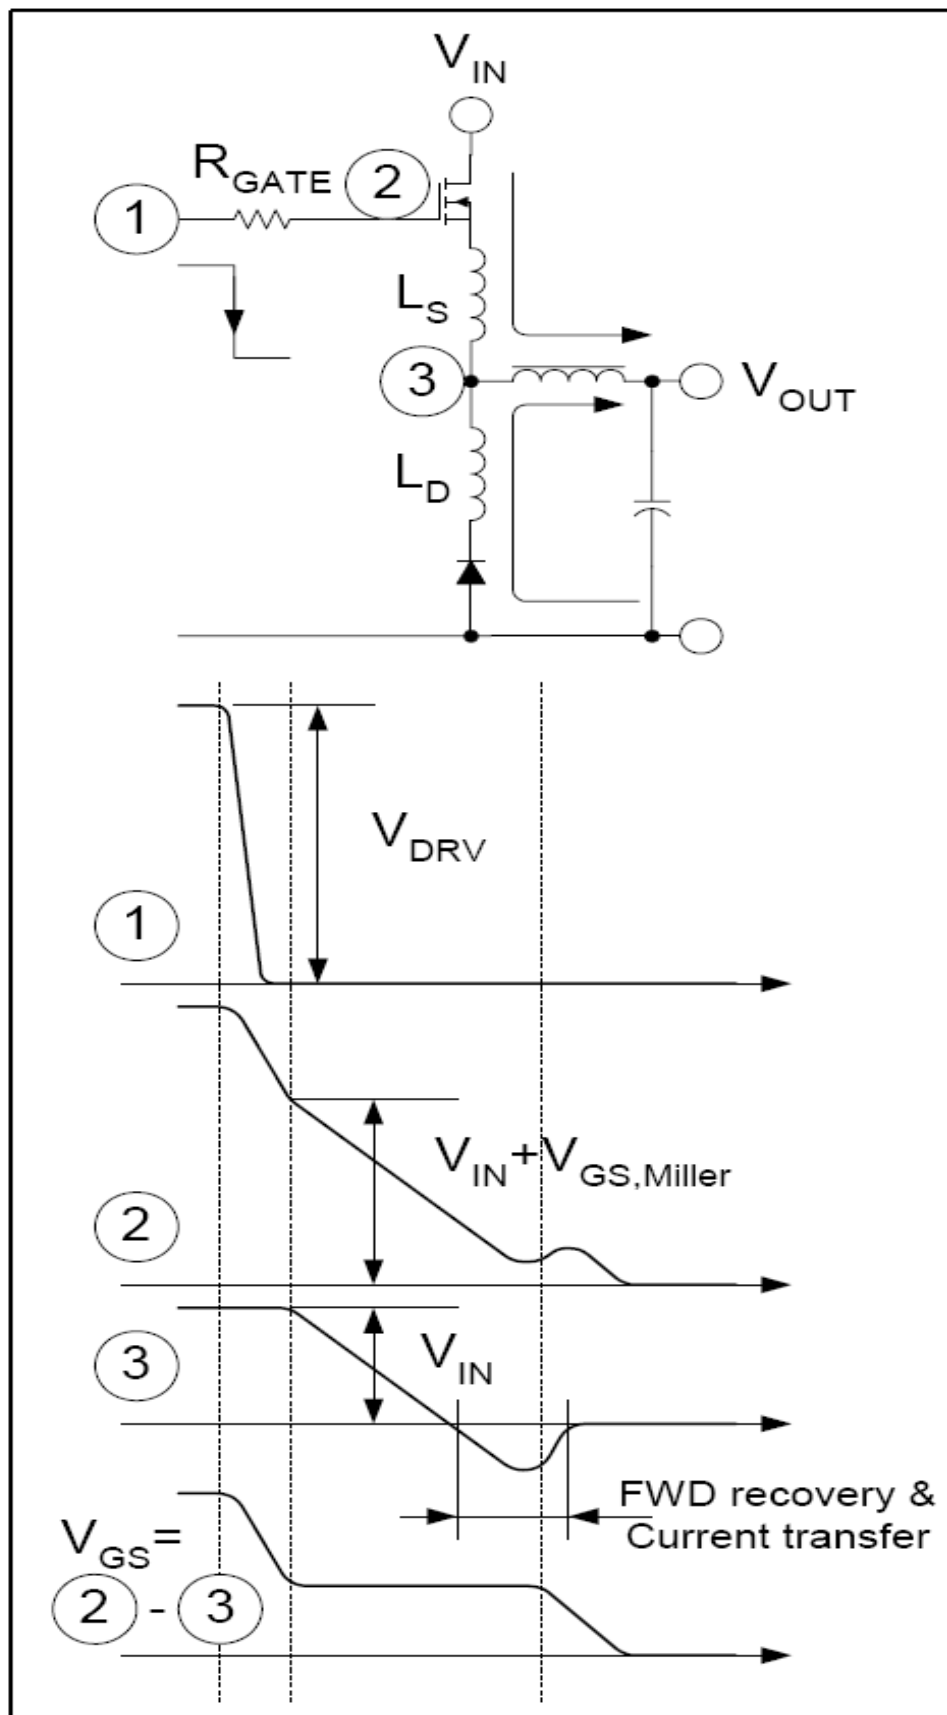 V_IN
R_GATE
2
1
L_S
3
V_OUT
L_D
V_DRV
1
V_IN+V_GS,Miller
2
3
V_IN
FWD recovery &
Current transfer
V_GS=
2 - 3